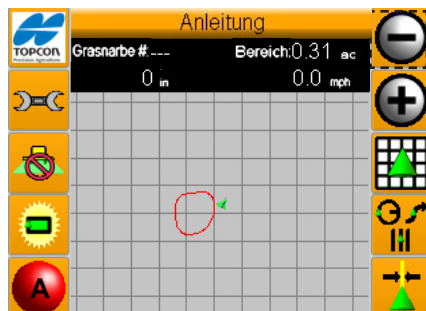 Anleitung
TOPCON
Precision Agriculture
Grasnarbe #:--- Bereich:0.31 ac
0 in 0.0 mph
A